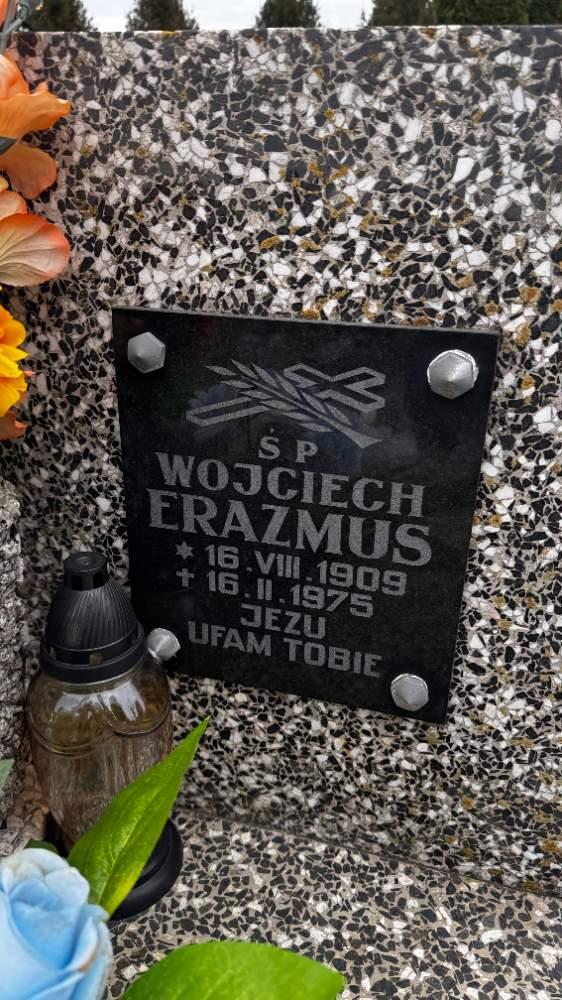 Ś P
WOJCIECH
ERAZMUS
* 16.VIII.1909
✝ 16.II.1975
JEZU
UFAM TOBIE